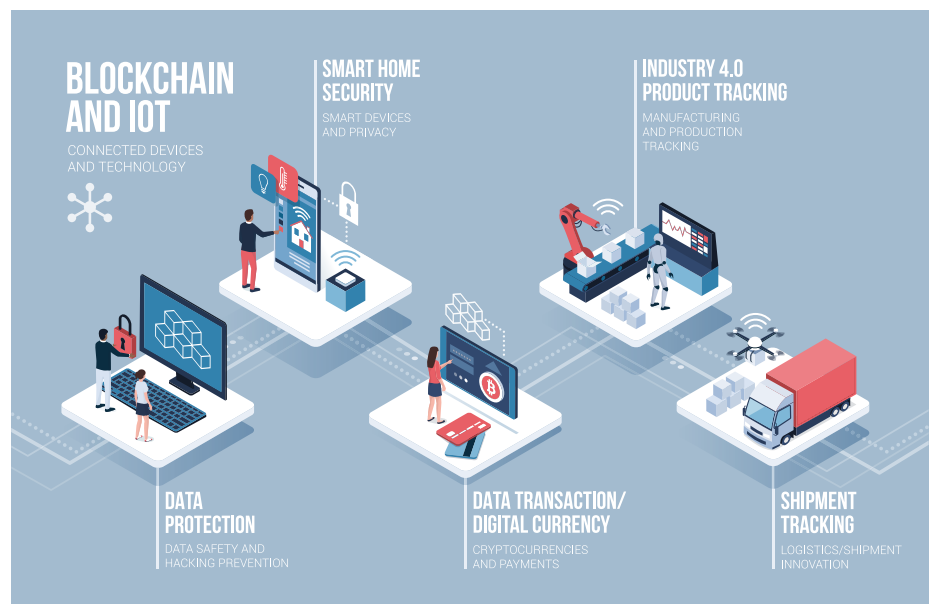 BLOCKCHAIN
AND IOT
CONNECTED DEVICES
AND TECHNOLOGY
SMART HOME
SECURITY
SMART DEVICES
AND PRIVACY
INDUSTRY 4.0
PRODUCT TRACKING
MANUFACTURING
AND PRODUCTION
TRACKING
DATA
PROTECTION
DATA SAFETY AND
HACKING PREVENTION
DATA TRANSACTION/
DIGITAL CURRENCY
CRYPTOCURRENCIES
AND PAYMENTS
SHIPMENT
TRACKING
LOGISTICS/SHIPMENT
INNOVATION